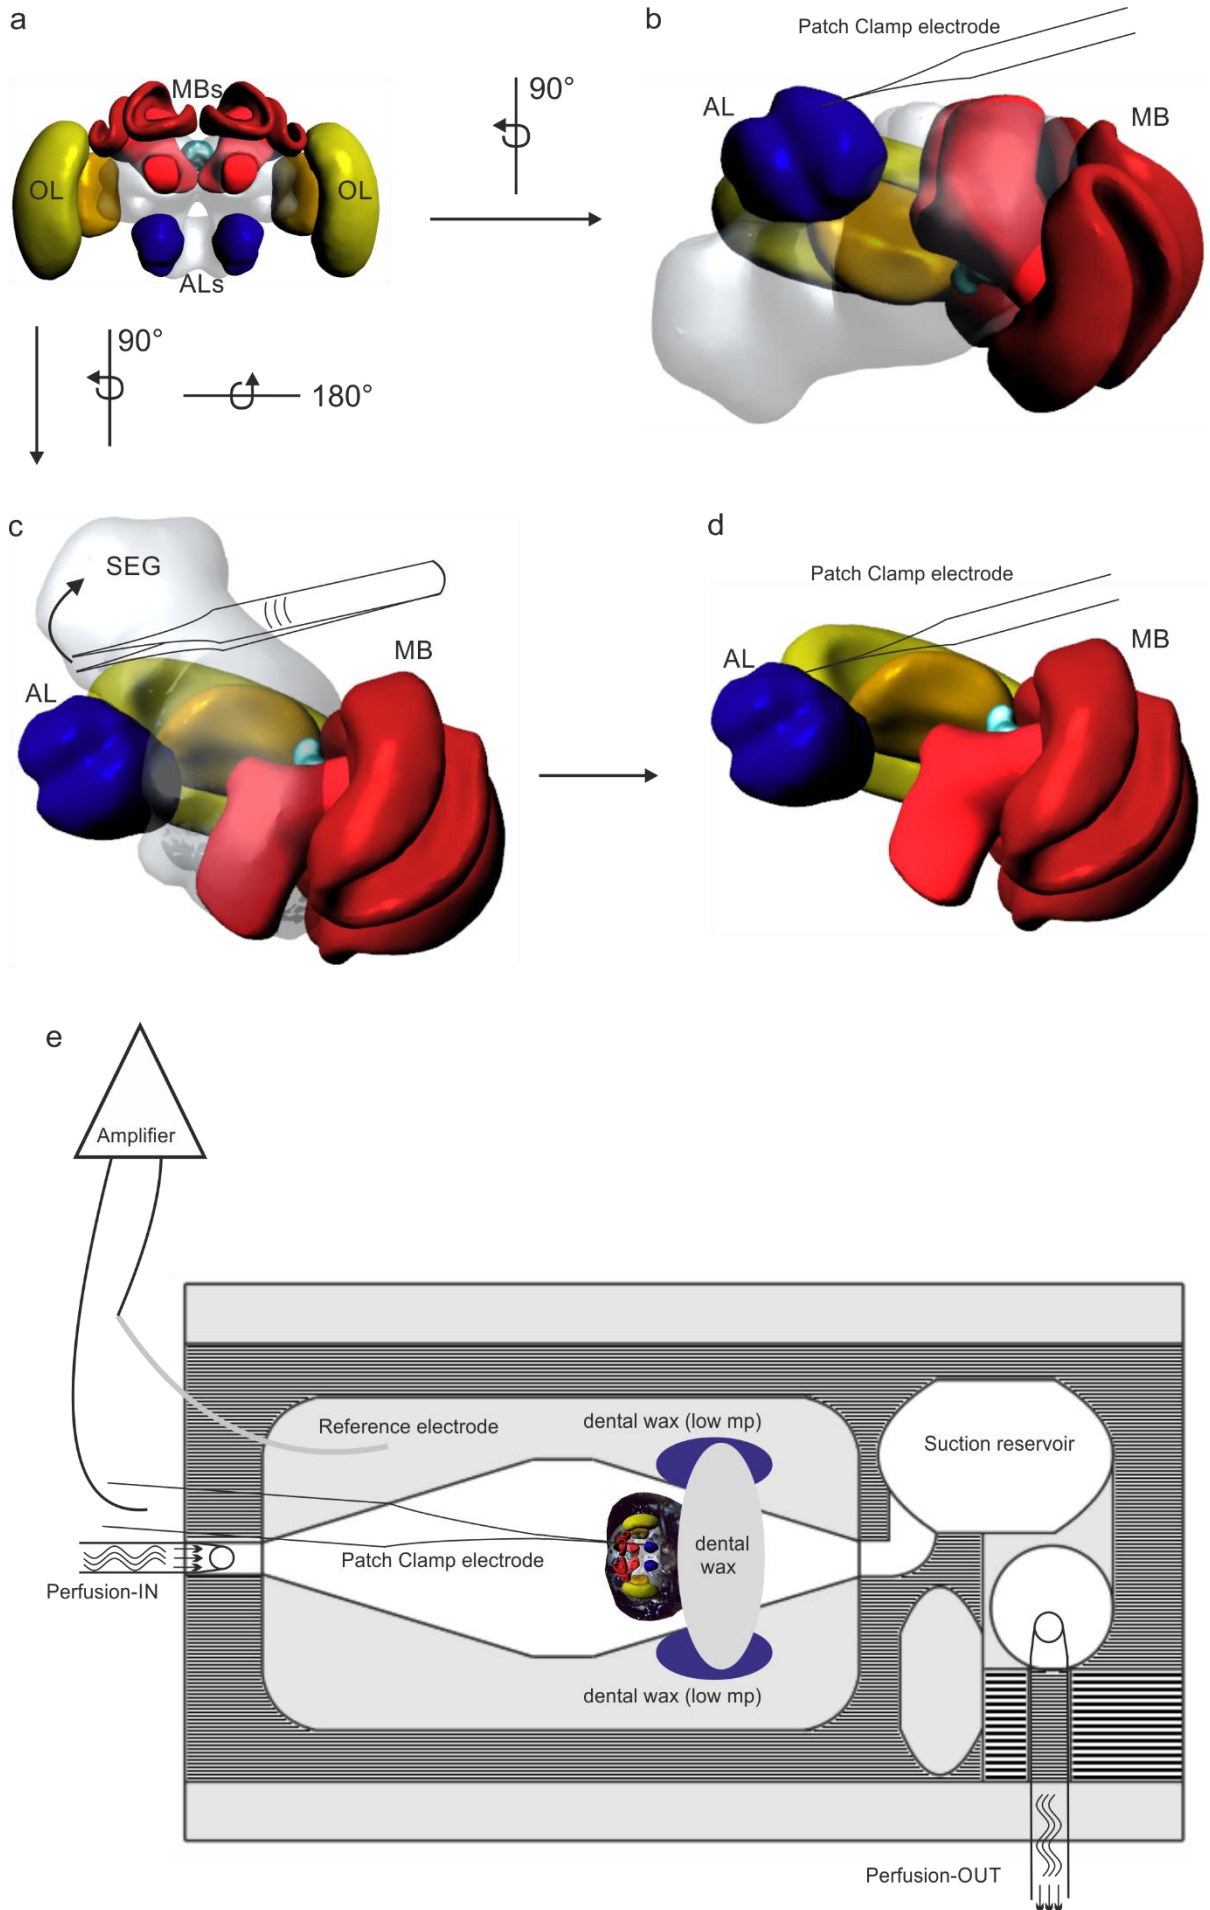 a
MBs
OL
OL
ALs
90°
b
Patch Clamp electrode
AL
MB
90°
180°
c
SEG
AL
MB
d
Patch Clamp electrode
AL
MB
e
Amplifier
Reference electrode
dental wax (low mp)
Suction reservoir
dental
wax
Patch Clamp electrode
Perfusion-IN
dental wax (low mp)
Perfusion-OUT